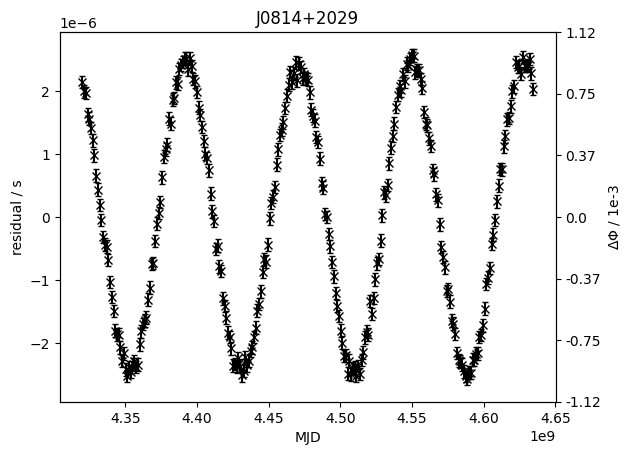 J0814+2029
1e−6
2
1
0
−1
−2
residual / s
1.12
0.75
0.37
0.0
-0.37
-0.75
-1.12
ΔΦ / 1e-3
4.35 4.40 4.45 4.50 4.55 4.60 4.65
1e9
MJD